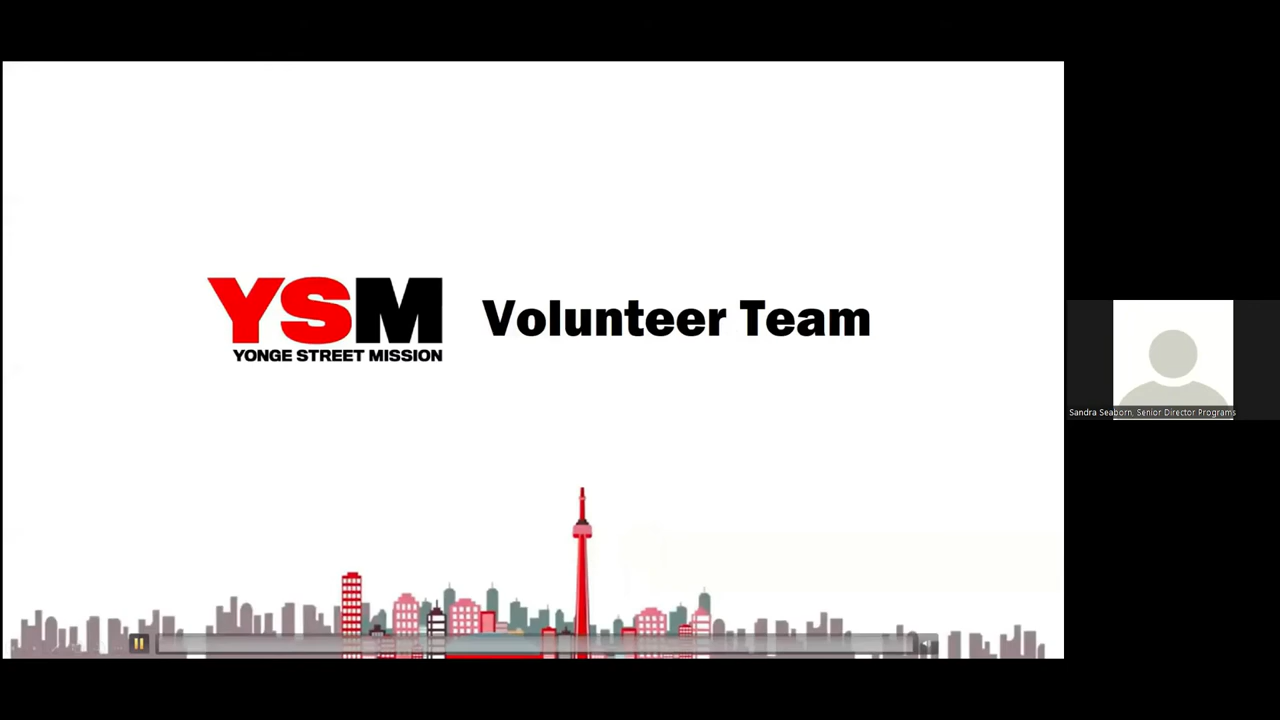 YSM
YONGE STREET MISSION
Volunteer Team
Sandra Seaborn, Senior Director Programs